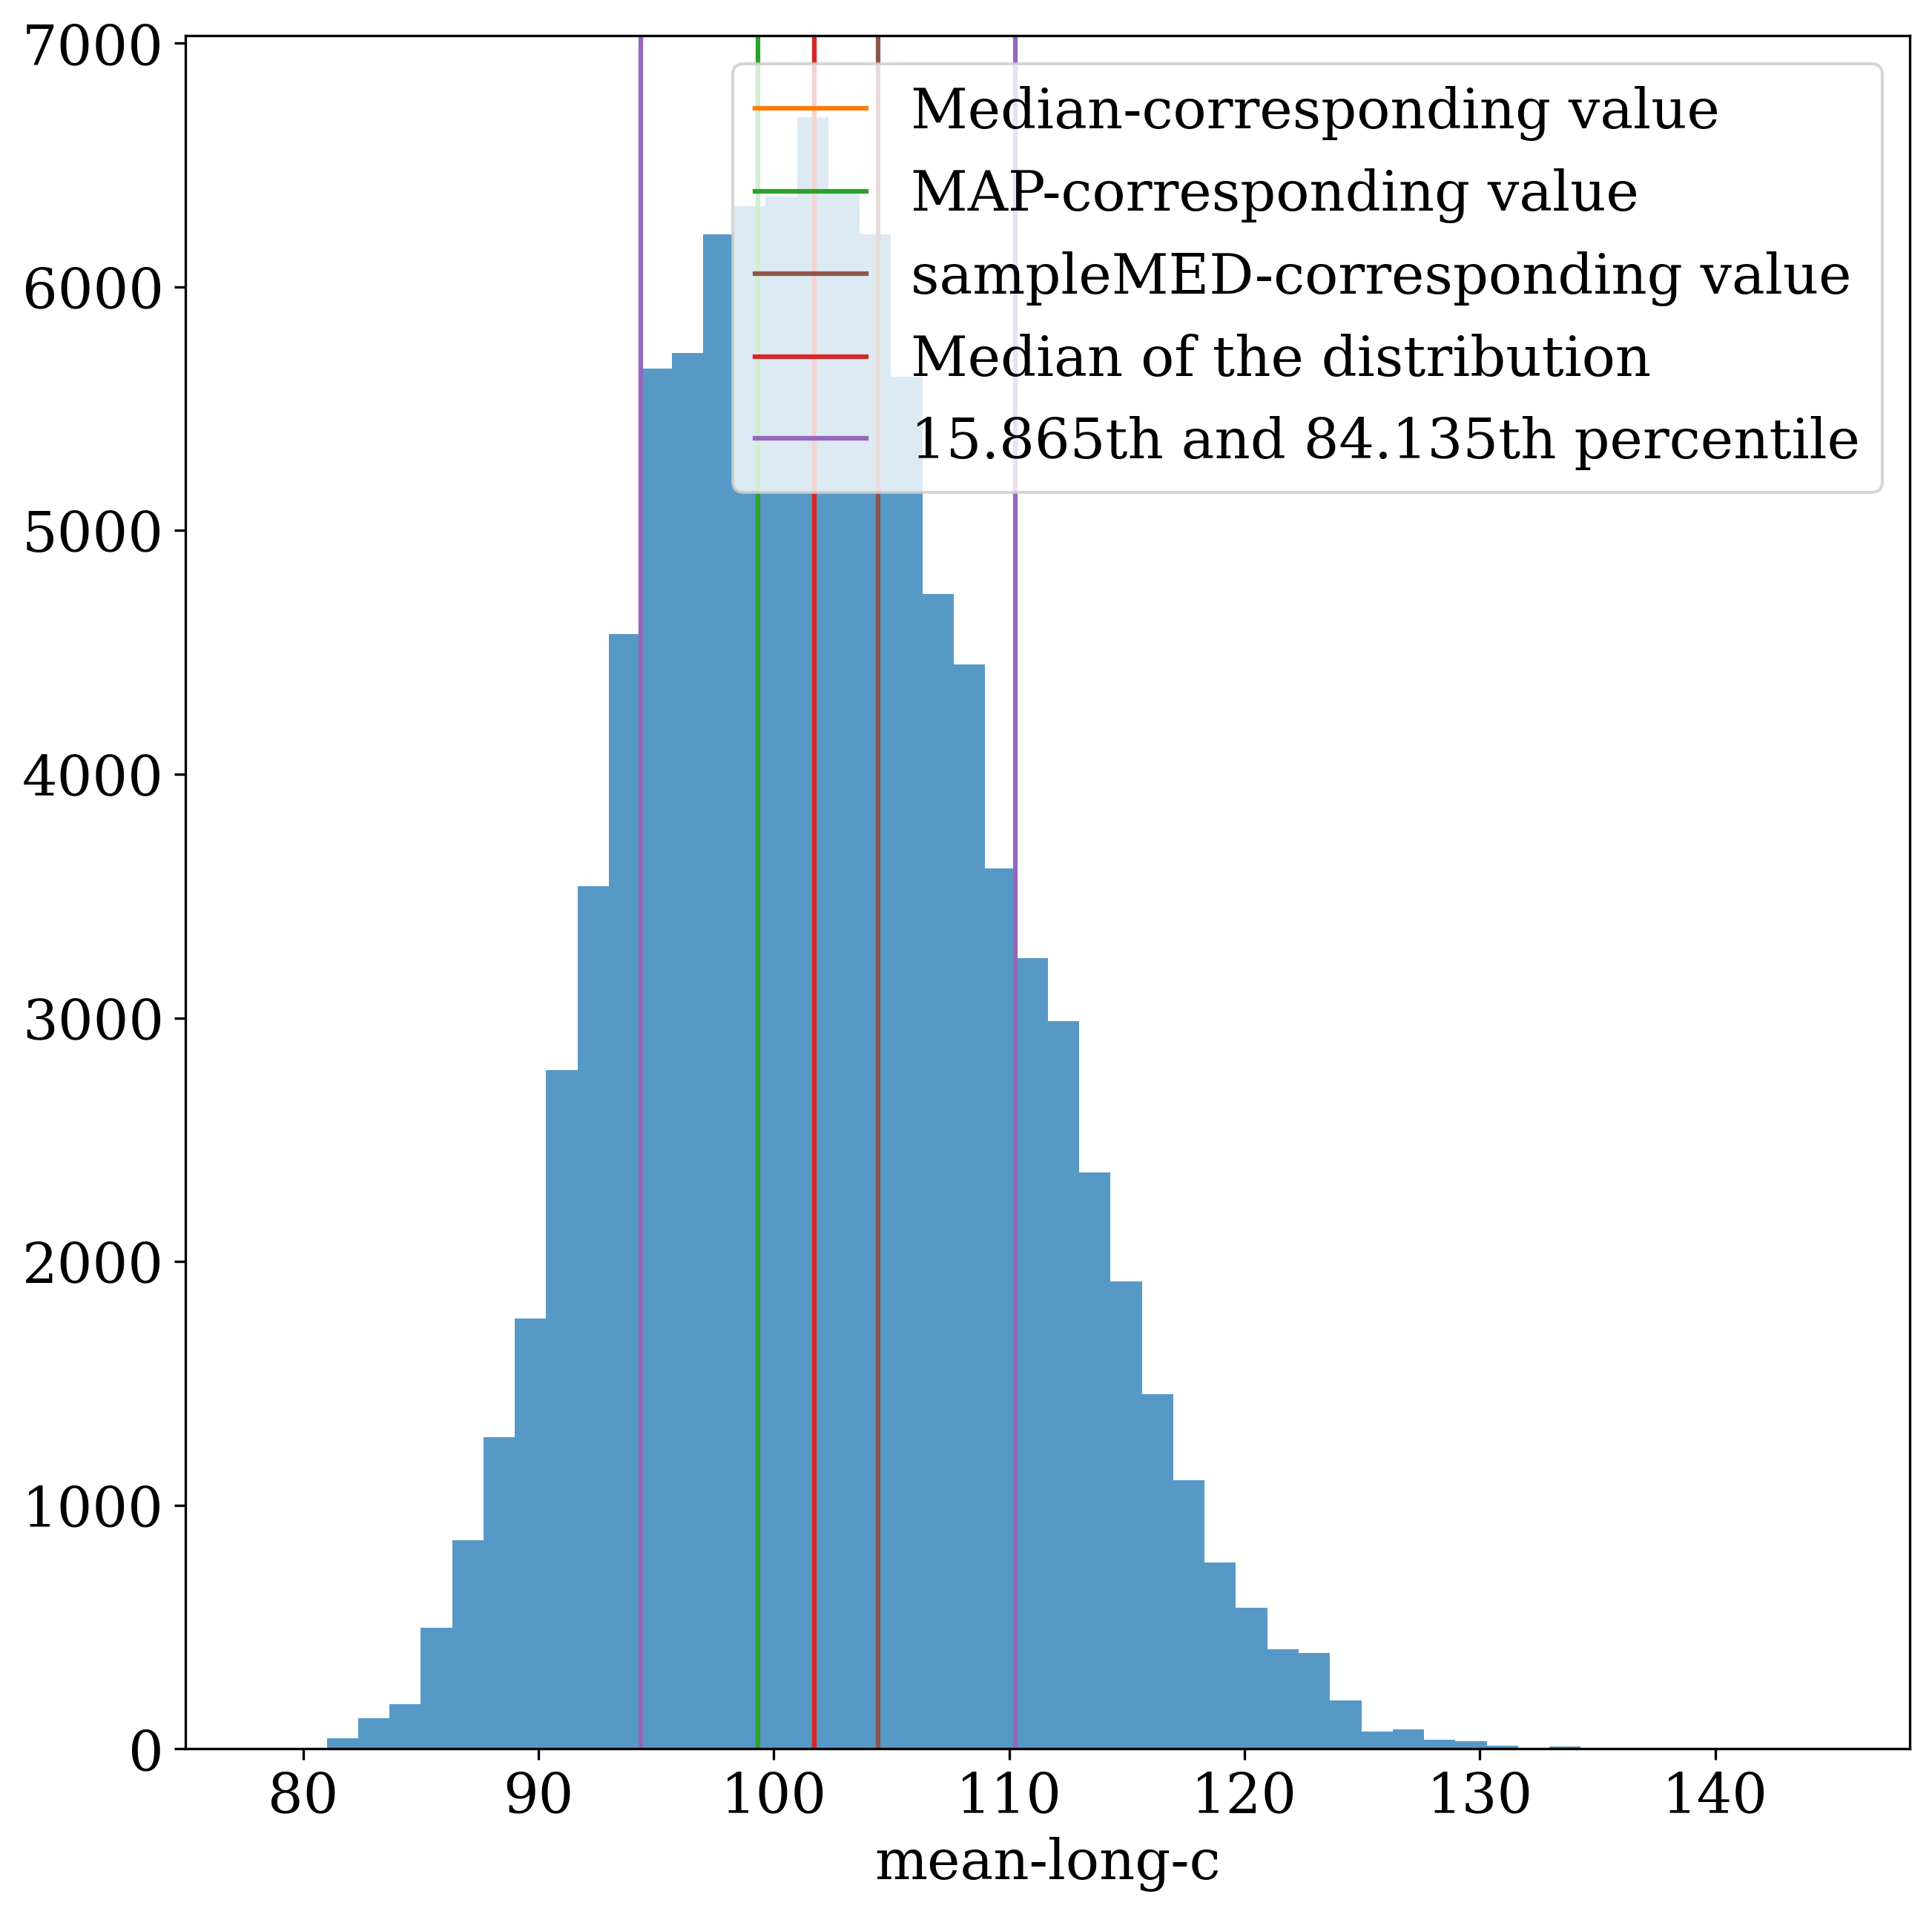 7000
6000
5000
4000
3000
2000
1000
0
Median-corresponding value
MAP-corresponding value
sampleMED-corresponding value
Median of the distribution
15.865th and 84.135th percentile
80 90 100 110 120 130 140
mean-long-c